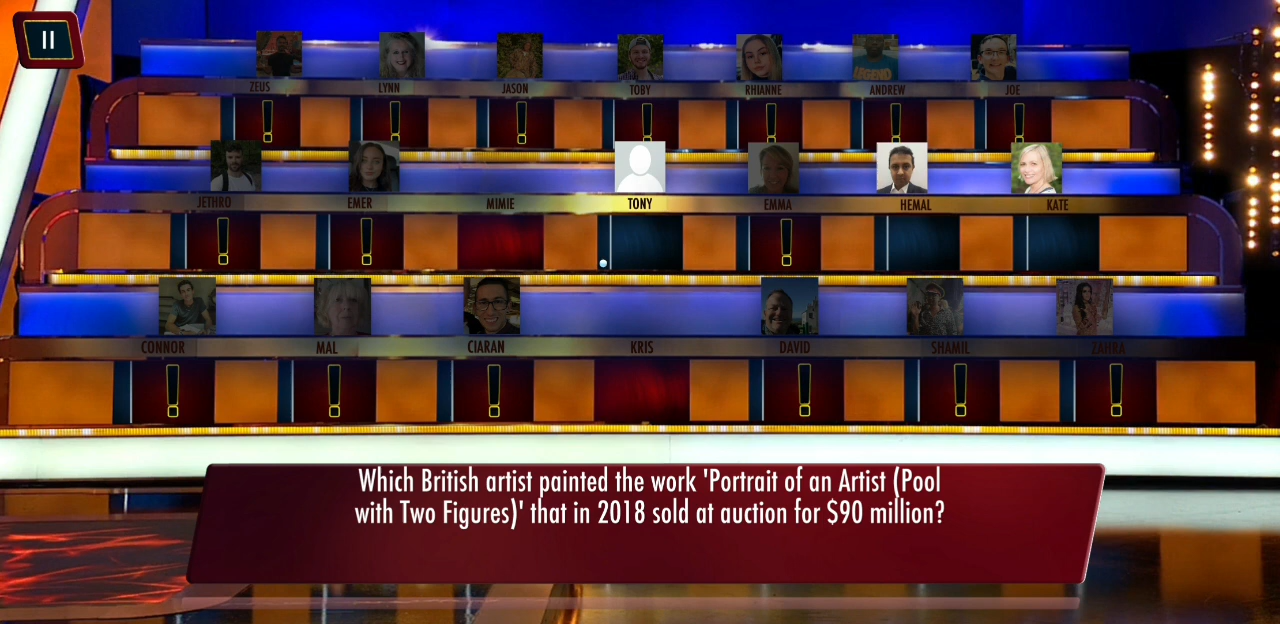 LEGEND
ZEUS
LYNN
JASON
TOBY
RHIANNE
ANDREW
JOE
JETHRO
EMER
MIMIE
TONY
EMMA
HEMAL
KATE
CONNOR
MAL
CIARAN
KRIS
DAVID
SHAMIL
ZAHRA
Which British artist painted the work 'Portrait of an Artist (Pool
with Two Figures)' that in 2018 sold at auction for $90 million?